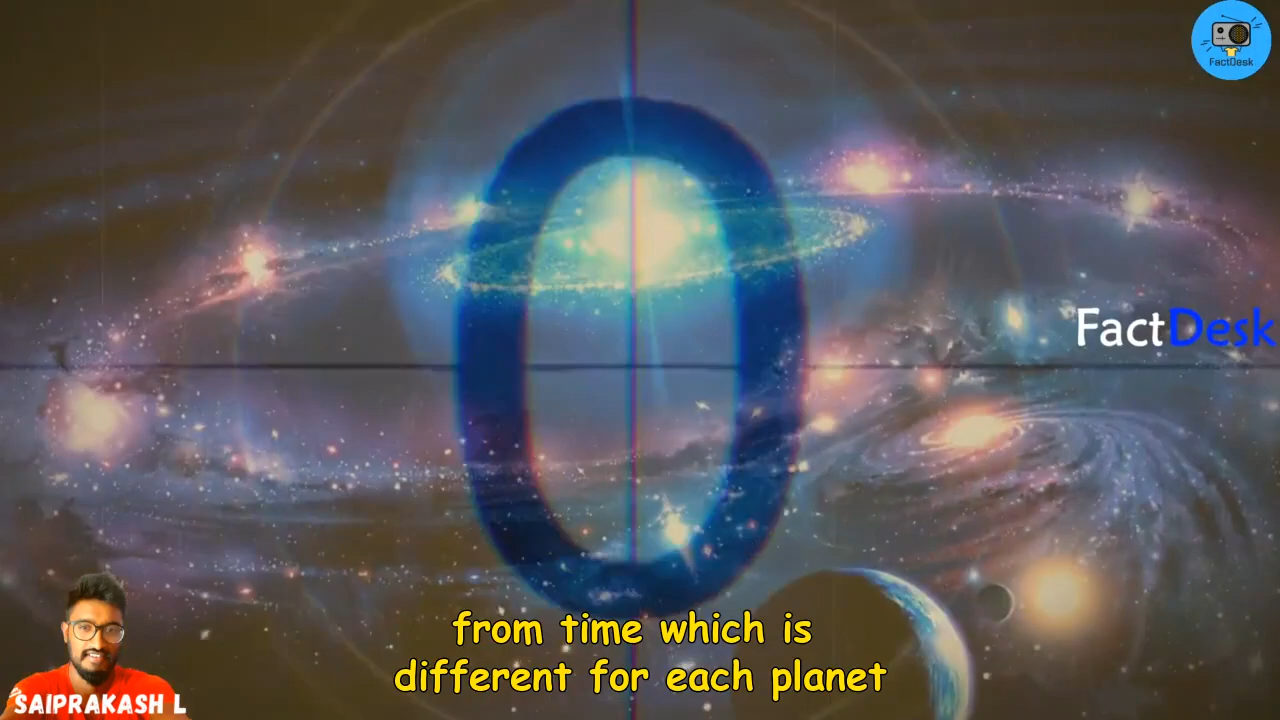 FactDesk
0
FactDesk
from time which is
different for each planet
SAIPRAKASH L